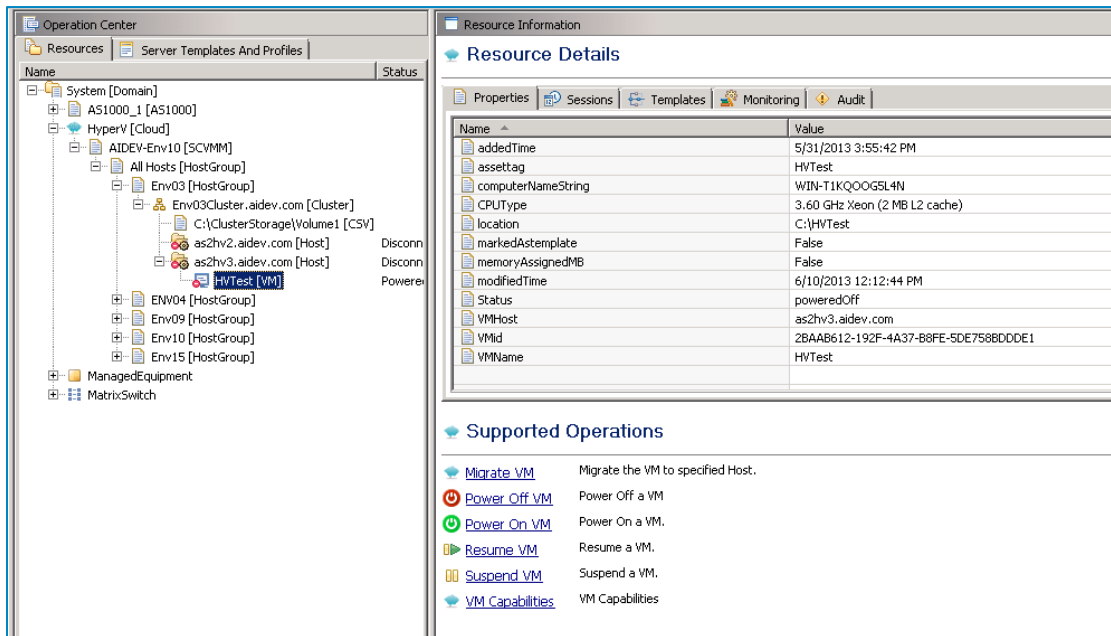 Operation Center
Resources
Server Templates And Profiles
Name
Status
System [Domain]
AS1000_1 [AS1000]
HyperV [Cloud]
AIDEV-Env10 [SCVMM]
All Hosts [HostGroup]
Env03 [HostGroup]
Env03Cluster.aidev.com [Cluster]
C:\ClusterStorage\Volume1 [CSV]
as2hv2.aidev.com [Host] Disconn
as2hv3.aidev.com [Host] Disconn
HVTest [VM] Powere
ENV04 [HostGroup]
Env09 [HostGroup]
Env10 [HostGroup]
Env15 [HostGroup]
ManagedEquipment
MatrixSwitch
Resource Information
Resource Details
Properties Sessions Templates Monitoring Audit
Name Value
addedTime 5/31/2013 3:55:42 PM
assettag HVTest
computerNameString WIN-T1KQOOG5L4N
CPUType 3.60 GHz Xeon (2 MB L2 cache)
location C:\HVTest
markedAstemplate False
memoryAssignedMB False
modifiedTime 6/10/2013 12:12:44 PM
Status poweredOff
VMHost as2hv3.aidev.com
VMid 2BAAB612-192F-4A37-B8FE-5DE758BDDDE1
VMName HVTest
Supported Operations
Migrate VM Migrate the VM to specified Host.
Power Off VM Power Off a VM
Power On VM Power On a VM.
Resume VM Resume a VM.
Suspend VM Suspend a VM.
VM Capabilities VM Capabilities